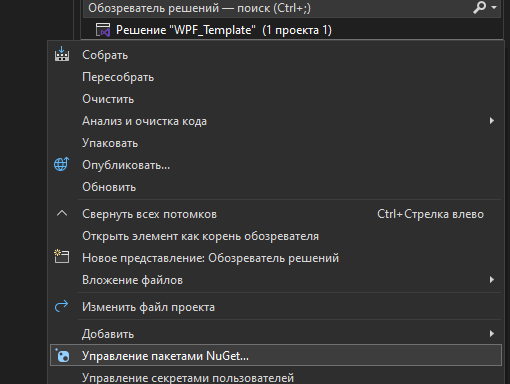 Обозреватель решений — поиск (Ctrl+;)
Решение "WPF_Template" (1 проекта 1)
Собрать
Пересобрать
Очистить
Анализ и очистка кода
Упаковать
Опубликовать...
Обновить
Свернуть всех потомков Ctrl+Стрелка влево
Открыть элемент как корень обозревателя
Новое представление: Обозреватель решений
Вложение файлов
Изменить файл проекта
Добавить
Управление пакетами NuGet...
Управление секретами пользователей